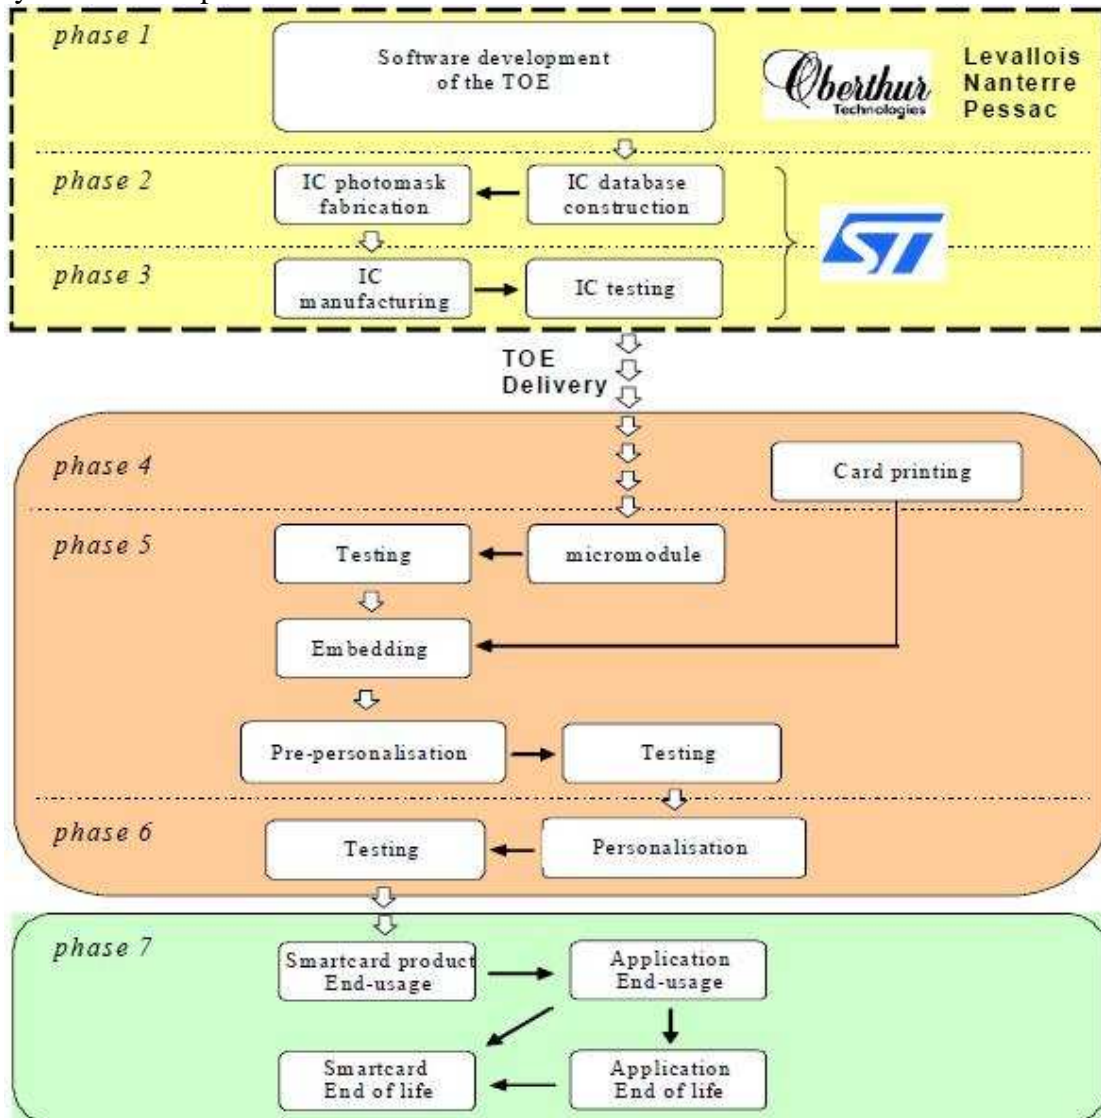 phase 1
Software development
of the TOE
Oberthur
Technologies
Levallois
Nanterre
Pessac
phase 2
IC photomask
fabrication
IC database
construction
ST
phase 3
IC
manufacturing
IC testing
TOE
Delivery
phase 4
Card printing
phase 5
Testing
micromodule
Embedding
Pre-personalisation
Testing
phase 6
Testing
Personalisation
phase 7
Smartcard product
End-usage
Application
End-usage
Smartcard
End of life
Application
End of life